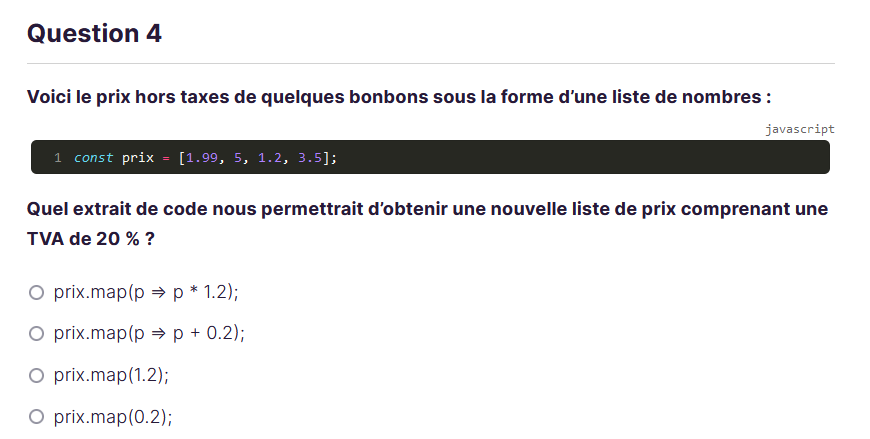 Question 4
Voici le prix hors taxes de quelques bonbons sous la forme d’une liste de nombres :
javascript
1 const prix = [1.99, 5, 1.2, 3.5];
Quel extrait de code nous permettrait d’obtenir une nouvelle liste de prix comprenant une
TVA de 20 % ?
prix.map(p => p * 1.2);
prix.map(p => p + 0.2);
prix.map(1.2);
prix.map(0.2);